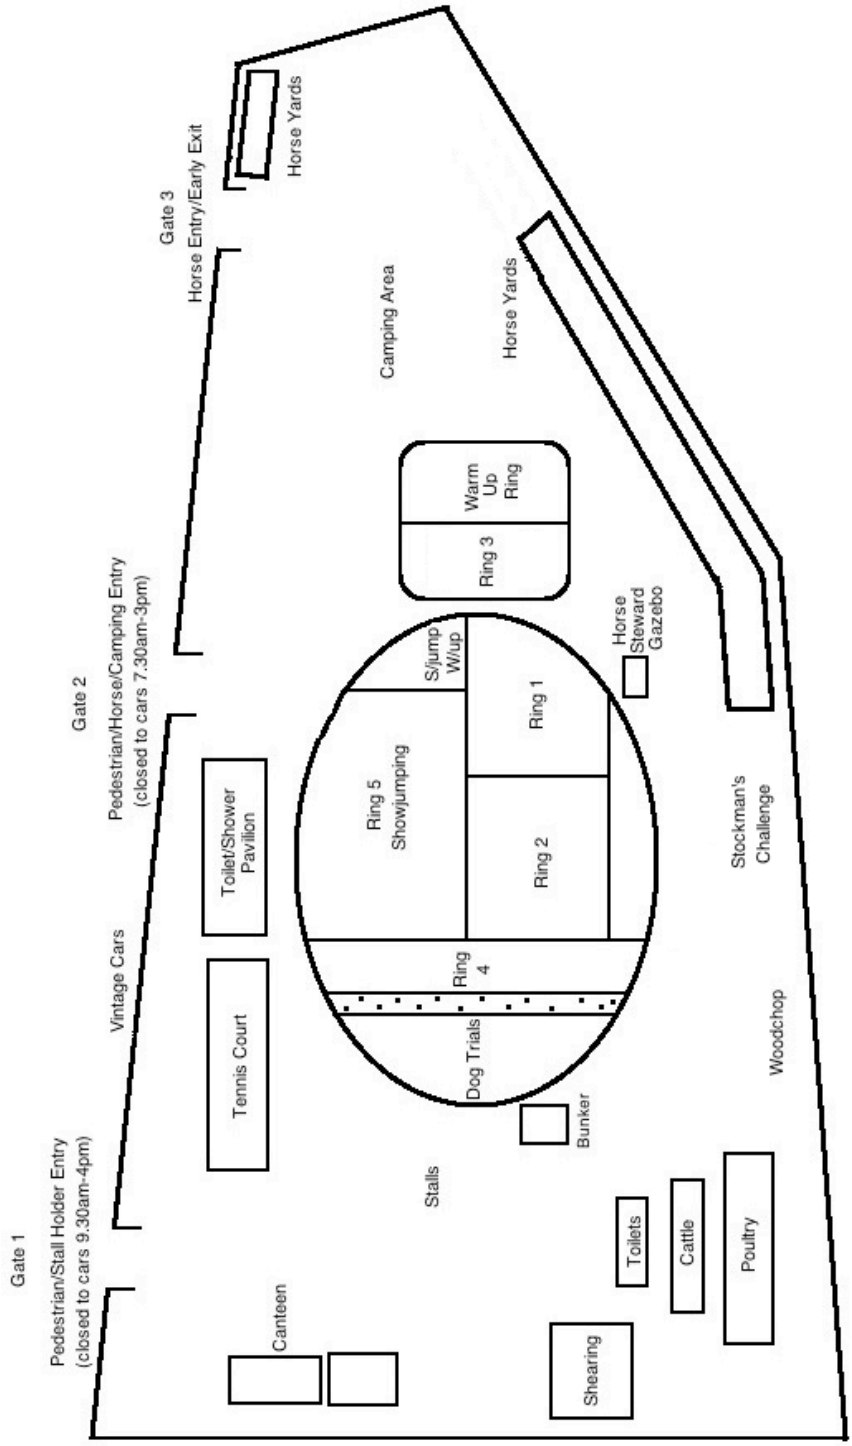 Gate 1
Pedestrian/Stall Holder Entry
(closed to cars 9.30am-4pm)
Vintage Cars
Gate 2
Pedestrian/Horse/Camping Entry
(closed to cars 7.30am-3pm)
Gate 3
Horse Entry/Early Exit
Horse Yards
Canteen
Tennis Court
Toilet/Shower
Pavilion
Stalls
Dog Trials
Ring
4
Ring 5
Showjumping
S/jump
W/up
Ring 2
Ring 1
Ring 3
Warm
Up
Ring
Camping Area
Horse Yards
Bunker
Horse
Steward
Gazebo
Shearing
Toilets
Cattle
Poultry
Woodchop
Stockman's
Challenge